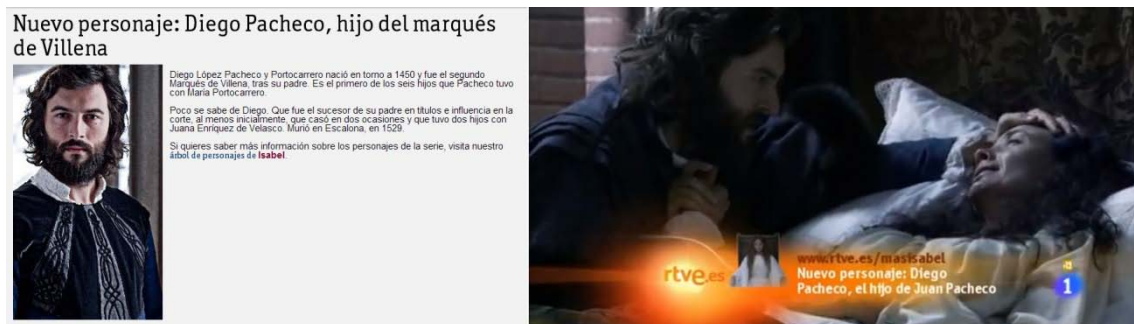 Nuevo personaje: Diego Pacheco, hijo del marqués
de Villena
Diego López Pacheco y Portocarrero nació en torno a 1450 y fue el segundo
Marqués de Villena, tras su padre. Es el primero de los seis hijos que Pacheco tuvo
con María Portocarrero.
Poco se sabe de Diego. Que fue el sucesor de su padre en títulos e influencia en la
corte, al menos inicialmente, que casó en dos ocasiones y que tuvo dos hijos con
Juana Enríquez de Velasco. Murió en Escalona, en 1529.
Si quieres saber más información sobre los personajes de la serie, visita nuestro
árbol de personajes de Isabel.
rtve.es
www.rtve.es/masisabel
Nuevo personaje: Diego
Pacheco, el hijo de Juan Pacheco
1